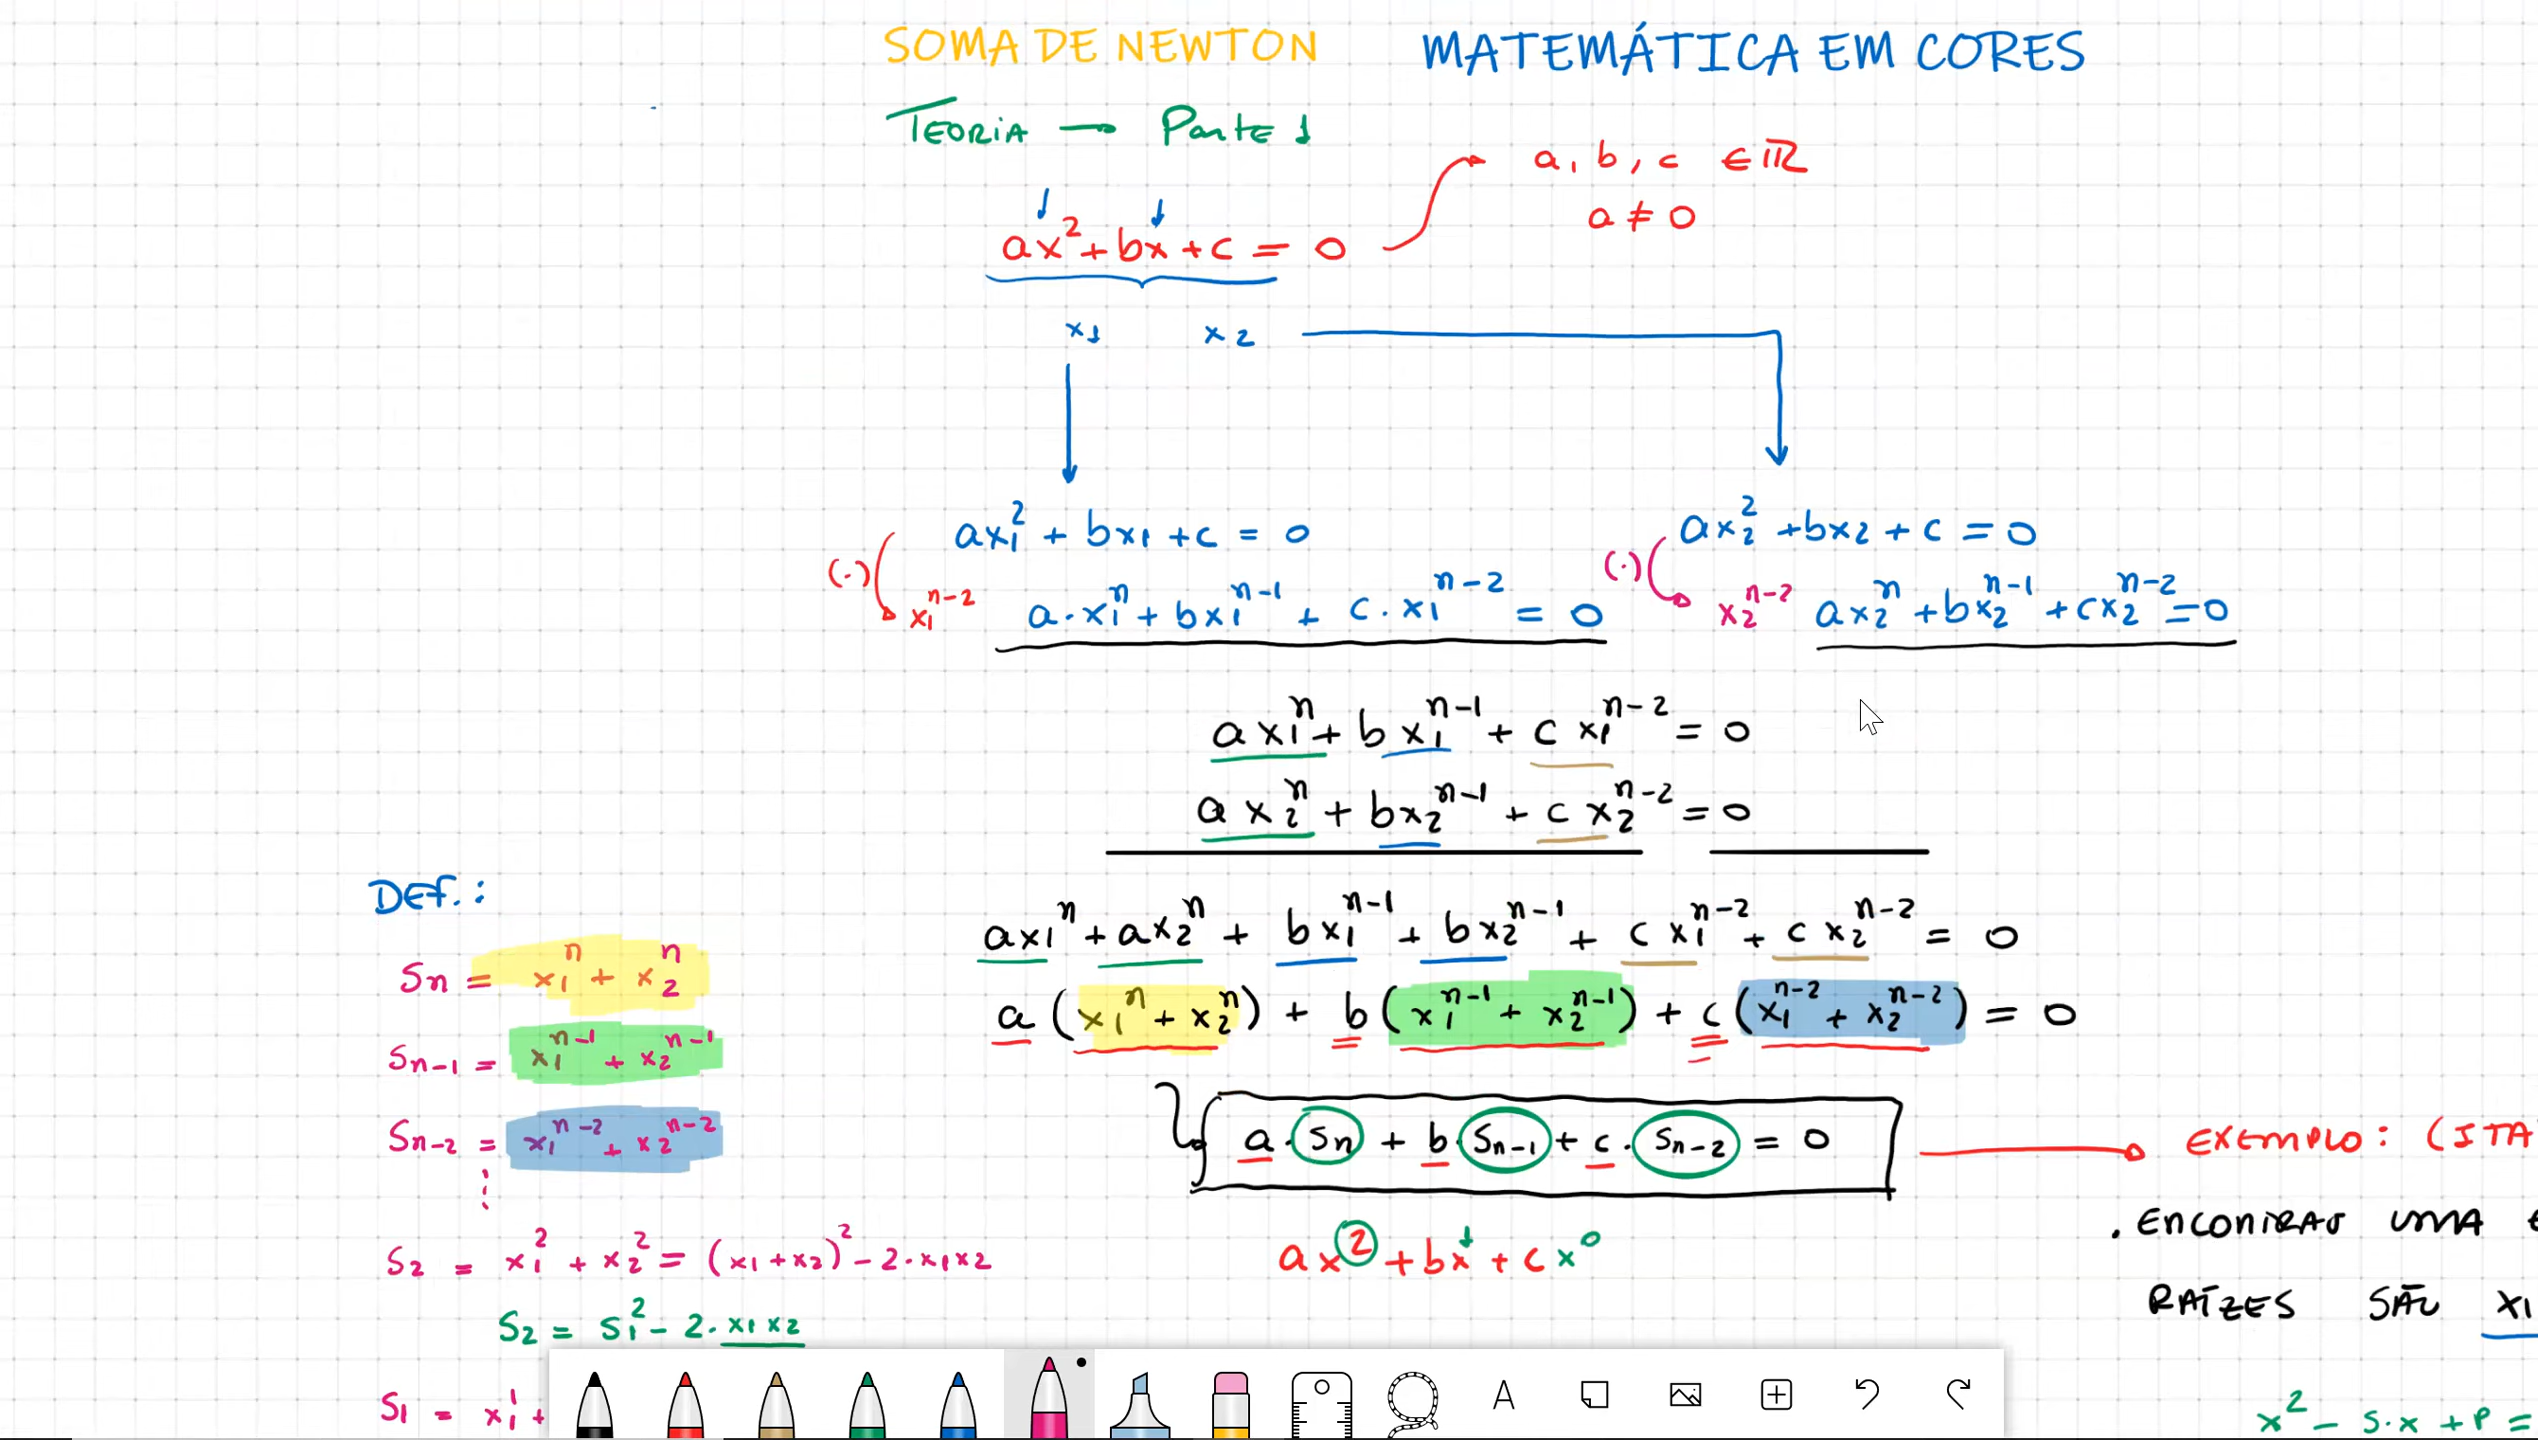 SOMA DE NEWTON MATEMÁTICA EM CORES
TEORIA → Parte 1
a, b, c ∈ ℝ
a ≠ 0
ax² + bx + c = 0
x₁ x₂
ax₁² + bx₁ + c = 0
ax₂² + bx₂ + c = 0
(·) x₁ⁿ⁻² a·x₁ⁿ + bx₁ⁿ⁻¹ + c·x₁ⁿ⁻² = 0
(·) x₂ⁿ⁻² ax₂ⁿ + bx₂ⁿ⁻¹ + cx₂ⁿ⁻² = 0
ax₁ⁿ + bx₁ⁿ⁻¹ + cx₁ⁿ⁻² = 0
ax₂ⁿ + bx₂ⁿ⁻¹ + cx₂ⁿ⁻² = 0
ax₁ⁿ + ax₂ⁿ + bx₁ⁿ⁻¹ + bx₂ⁿ⁻¹ + cx₁ⁿ⁻² + cx₂ⁿ⁻² = 0
a(x₁ⁿ + x₂ⁿ) + b(x₁ⁿ⁻¹ + x₂ⁿ⁻¹) + c(x₁ⁿ⁻² + x₂ⁿ⁻²) = 0
a·Sn + b·Sn-1 + c·Sn-2 = 0
ax² + bx¹ + cx⁰
DEf.:
Sn = x₁ⁿ + x₂ⁿ
Sn-1 = x₁ⁿ⁻¹ + x₂ⁿ⁻¹
Sn-2 = x₁ⁿ⁻² + x₂ⁿ⁻²
S₂ = x₁² + x₂² = (x₁+x₂)² - 2·x₁x₂
S₂ = S₁² - 2·x₁x₂
S₁ = x₁¹ +
EXEMPLO: (ITA
. ENCONTRAR UMA
RAÍZES SÃO x₁
x² - S·x + P =
A